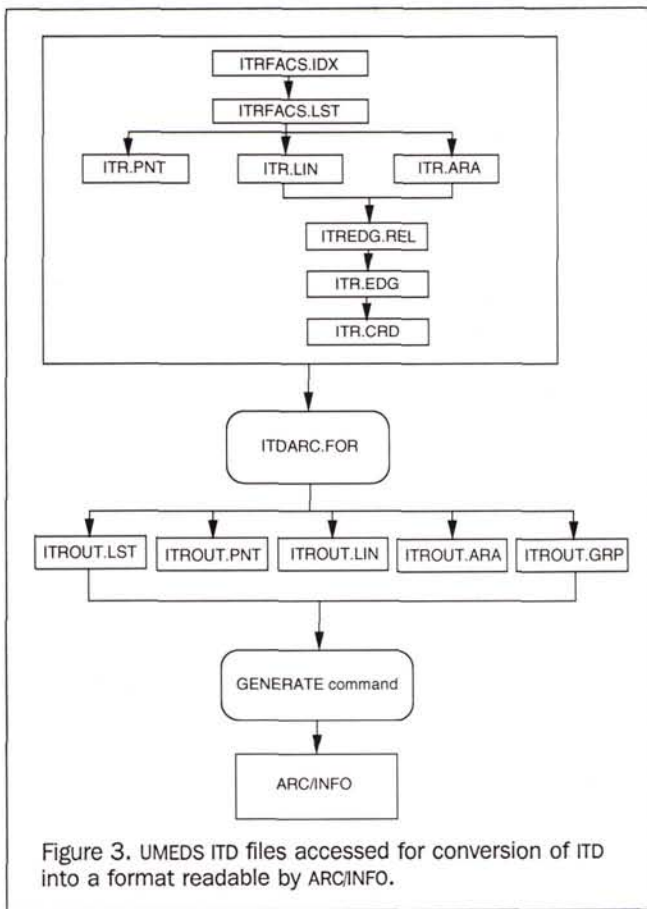 ITRFACS.IDX
ITRFACS.LST
ITR.PNT ITR.LIN ITR.ARA
ITREDG.REL
ITR.EDG
ITR.CRD
ITDARC.FOR
ITROUT.LST ITROUT.PNT ITROUT.LIN ITROUT.ARA ITROUT.GRP
GENERATE command
ARC/INFO
Figure 3. UMEDS ITD files accessed for conversion of ITD
into a format readable by ARC/INFO.